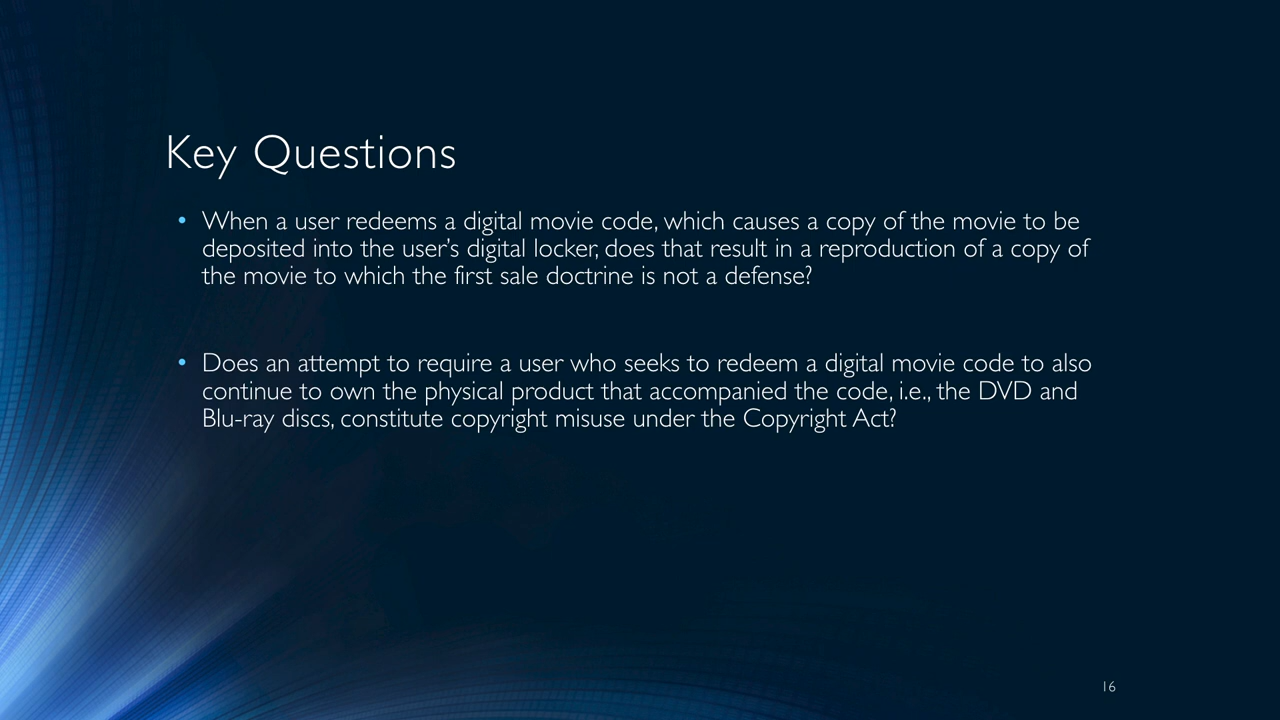 Key Questions
• When a user redeems a digital movie code, which causes a copy of the movie to be
deposited into the user’s digital locker, does that result in a reproduction of a copy of
the movie to which the first sale doctrine is not a defense?
• Does an attempt to require a user who seeks to redeem a digital movie code to also
continue to own the physical product that accompanied the code, i.e., the DVD and
Blu-ray discs, constitute copyright misuse under the Copyright Act?
16